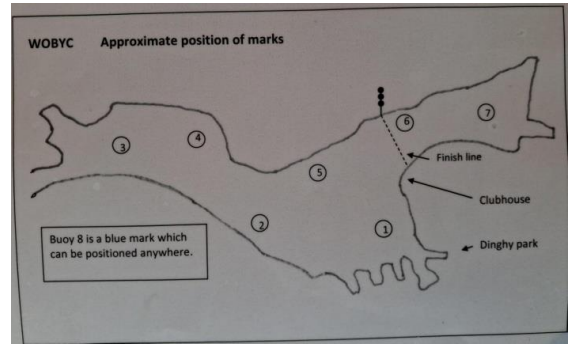 WOBYC Approximate position of marks
6
7
4
3
Finish line
5
Clubhouse
2
1
Buoy 8 is a blue mark which
can be positioned anywhere.
Dinghy park